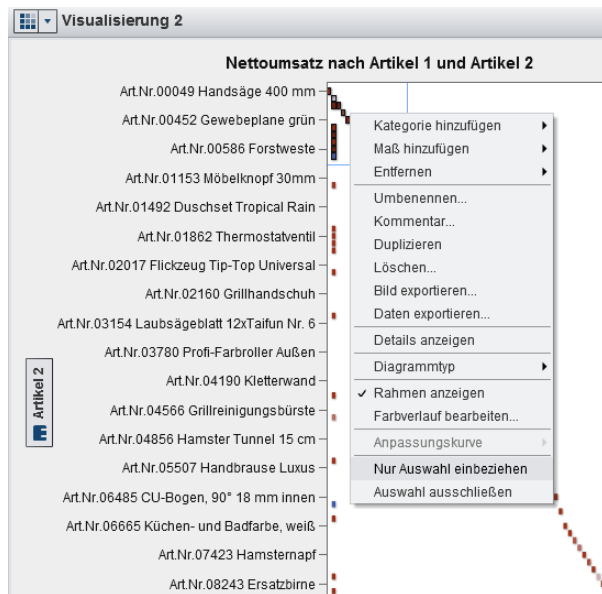 Visualisierung 2
Nettoumsatz nach Artikel 1 und Artikel 2
Art.Nr.00049 Handsäge 400 mm
Art.Nr.00452 Gewebeplane grün
Art.Nr.00586 Forstweste
Art.Nr.01153 Möbelknopf 30mm
Art.Nr.01492 Duschset Tropical Rain
Art.Nr.01862 Thermostatventil
Art.Nr.02017 Flickzeug Tip-Top Universal
Art.Nr.02160 Grillhandschuh
Art.Nr.03154 Laubsägeblatt 12xTaifun Nr. 6
Art.Nr.03780 Profi-Farbroller Außen
Art.Nr.04190 Kletterwand
Art.Nr.04566 Grillreinigungsbürste
Art.Nr.04856 Hamster Tunnel 15 cm
Art.Nr.05507 Handbrause Luxus
Art.Nr.06485 CU-Bogen, 90° 18 mm innen
Art.Nr.06665 Küchen- und Badfarbe, weiß
Art.Nr.07423 Hamsternapf
Art.Nr.08243 Ersatzbirne
Artikel 2
Kategorie hinzufügen
Maß hinzufügen
Entfernen
Umbenennen...
Kommentar...
Duplizieren
Löschen...
Bild exportieren...
Daten exportieren...
Details anzeigen
Diagrammtyp
Rahmen anzeigen
Farbverlauf bearbeiten...
Anpassungskurve
Nur Auswahl einbeziehen
Auswahl ausschließen